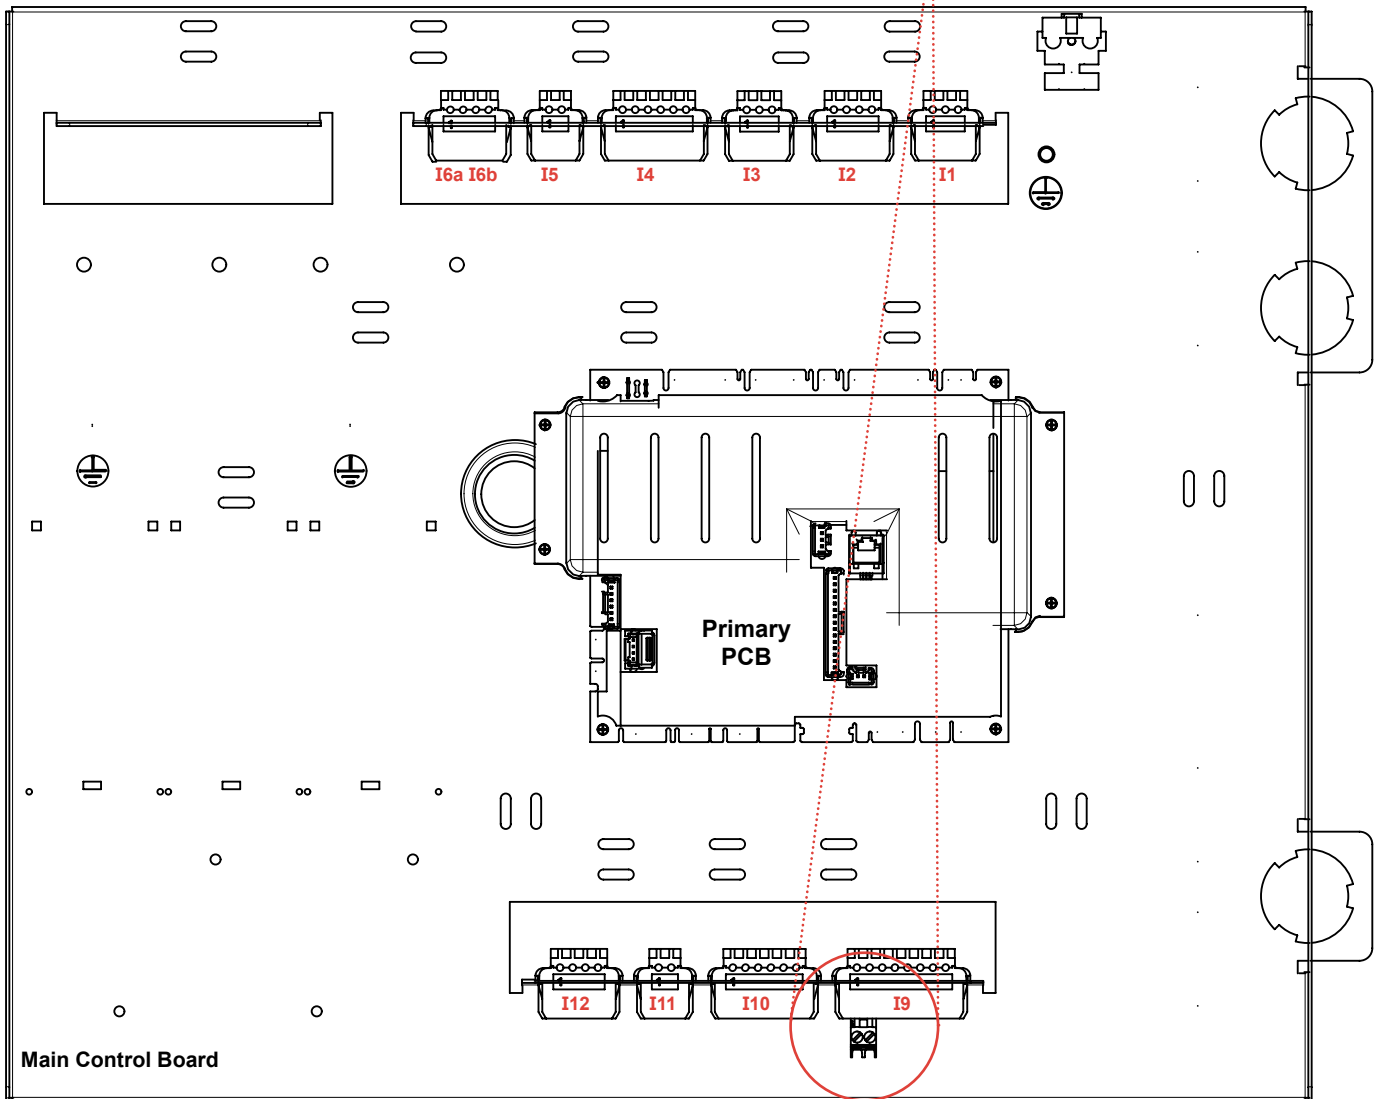 I6a I6b I5 I4 I3 I2 I1
Primary
PCB
I12 I11 I10 I9
Main Control Board